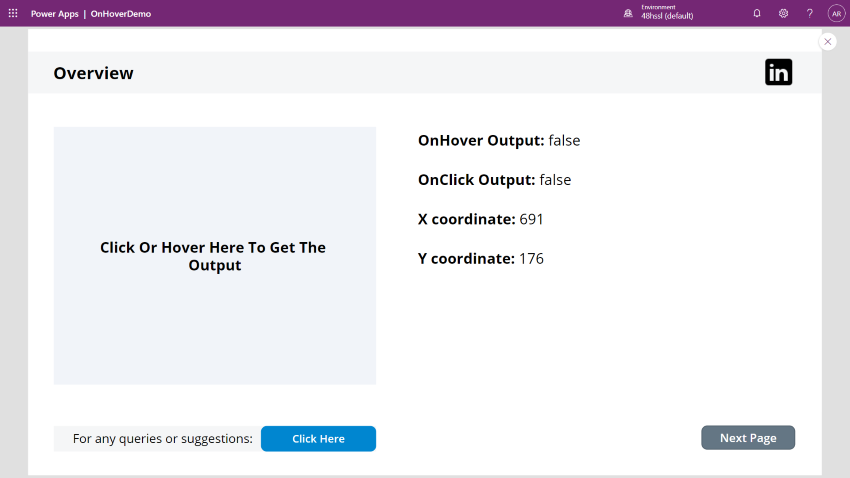 Power Apps | OnHoverDemo
Environment
48hssl (default)
AR
Overview
in
OnHover Output: false
OnClick Output: false
X coordinate: 691
Y coordinate: 176
Click Or Hover Here To Get The
Output
For any queries or suggestions:
Click Here
Next Page